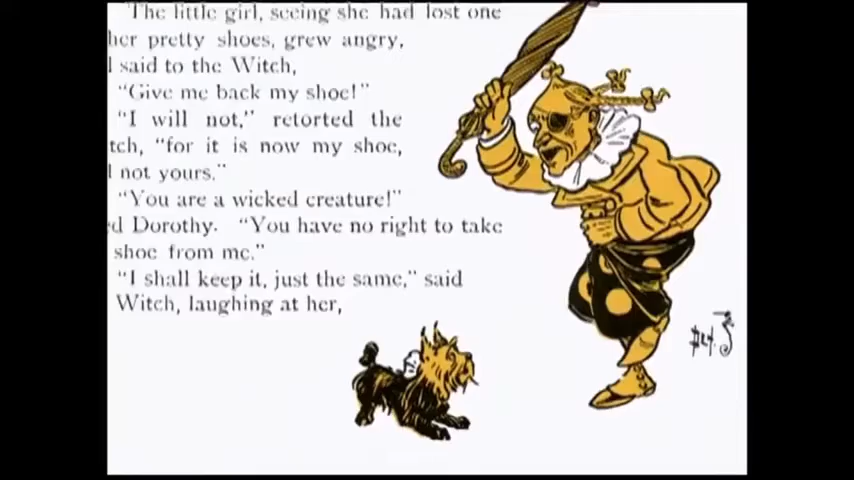 The little girl, seeing she had lost one
her pretty shoes, grew angry,
said to the Witch,
"Give me back my shoe!"
"I will not," retorted the
tch, "for it is now my shoe,
not yours."
"You are a wicked creature!"
d Dorothy. "You have no right to take
shoe from me."
"I shall keep it, just the same," said
Witch, laughing at her,